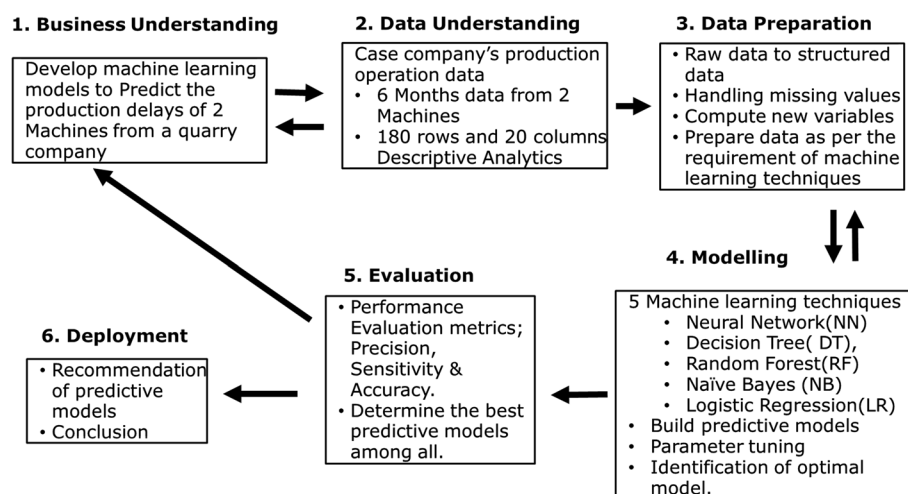 1. Business Understanding
Develop machine learning
models to Predict the
production delays of 2
Machines from a quarry
company
2. Data Understanding
Case company's production
operation data
• 6 Months data from 2
Machines
• 180 rows and 20 columns
Descriptive Analytics
3. Data Preparation
• Raw data to structured
data
• Handling missing values
• Compute new variables
• Prepare data as per the
requirement of machine
learning techniques
4. Modelling
5 Machine learning techniques
• Neural Network(NN)
• Decision Tree( DT),
• Random Forest(RF)
• Naïve Bayes (NB)
• Logistic Regression(LR)
• Build predictive models
• Parameter tuning
• Identification of optimal
model.
5. Evaluation
• Performance
Evaluation metrics;
Precision,
Sensitivity &
Accuracy.
• Determine the best
predictive models
among all.
6. Deployment
• Recommendation
of predictive
models
• Conclusion